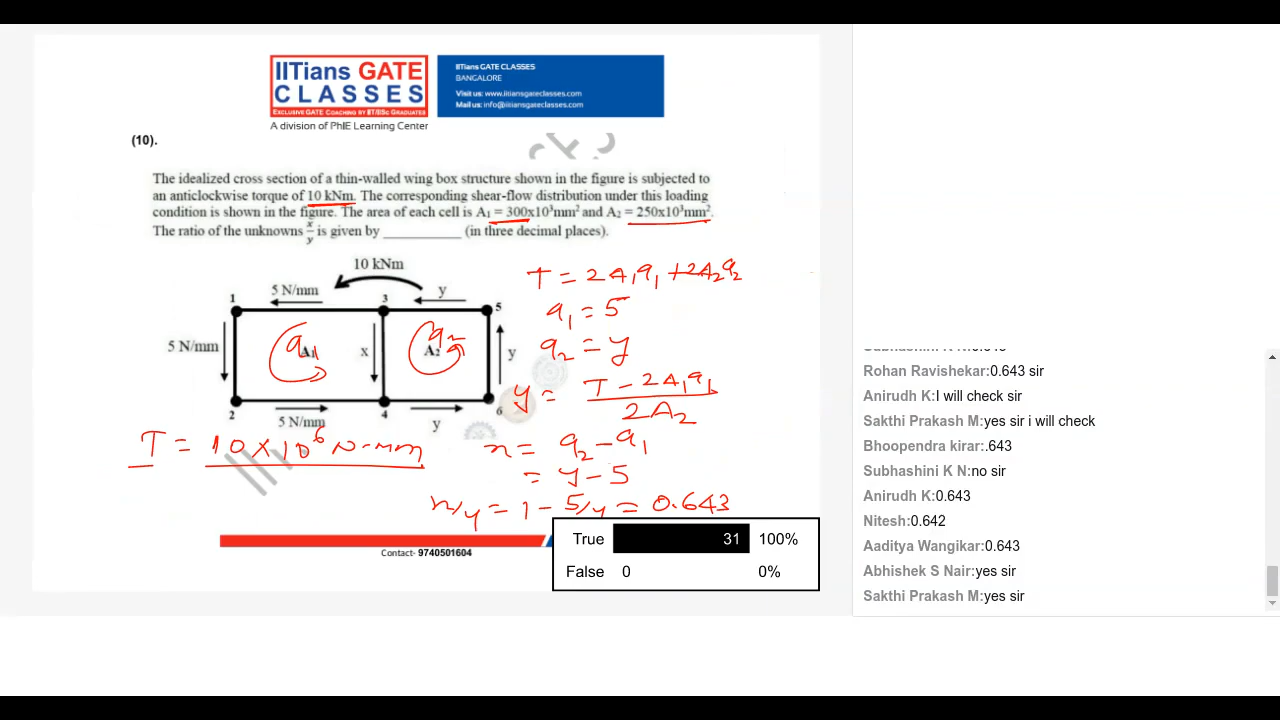 IITians GATE
CLASSES
EXCLUSIVE GATE COACHING BY IIT/IISc GRADUATES
A division of PhIE Learning Center
IITians GATE CLASSES
BANGALORE
Visit us: www.iitiansgateclasses.com
Mail us: info@iitiansgateclasses.com
(10).
The idealized cross section of a thin-walled wing box structure shown in the figure is subjected to
an anticlockwise torque of 10 kNm. The corresponding shear-flow distribution under this loading
condition is shown in the figure. The area of each cell is A₁ = 300x10³mm² and A₂ = 250x10³mm².
The ratio of the unknowns x/y is given by __________ (in three decimal places).
10 kNm
1 5 N/mm 3 y 5
5 N/mm A₁ x A₂ y
q₁ q₂
2 5 N/mm 4 y 6
T = 2A₁q₁ + 2A₂q₂
q₁ = 5
q₂ = y
y = T - 2A₁q₁ / 2A₂
T = 10 × 10⁶ N-mm
x = q₂ - q₁
= y - 5
x/y = 1 - 5/y = 0.643
Contact- 9740501604
True 31 100%
False 0 0%
Rohan Ravishekar:0.643 sir
Anirudh K:I will check sir
Sakthi Prakash M:yes sir i will check
Bhoopendra kirar:.643
Subhashini K N:no sir
Anirudh K:0.643
Nitesh:0.642
Aaditya Wangikar:0.643
Abhishek S Nair:yes sir
Sakthi Prakash M:yes sir